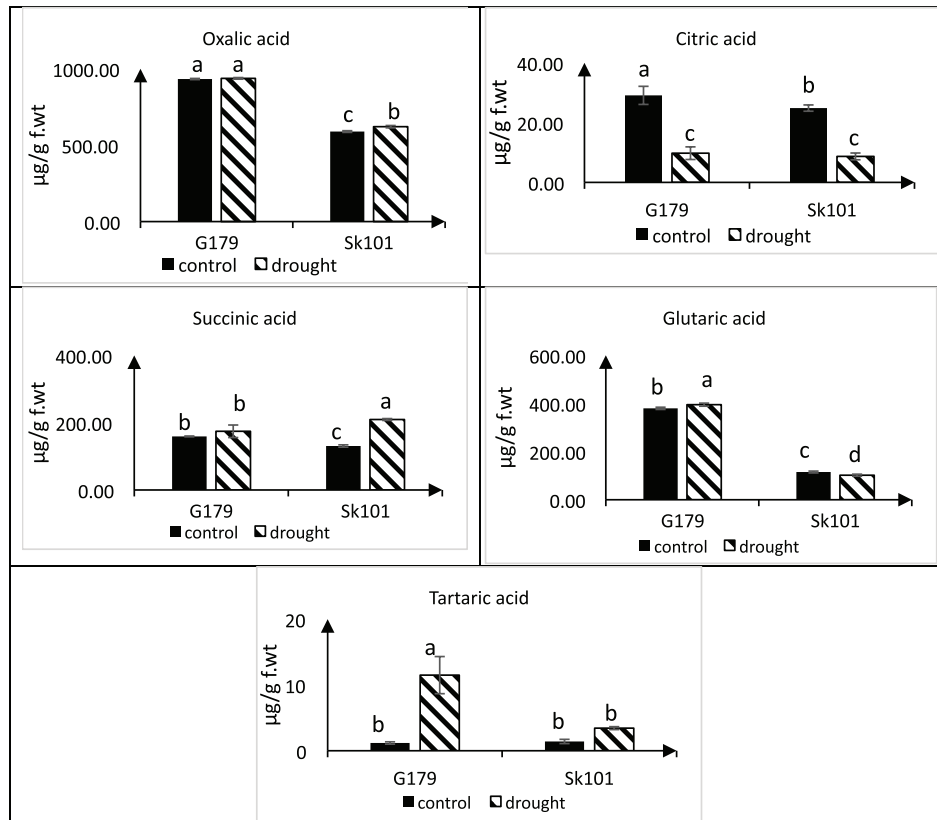 Oxalic acid
µg/g f.wt
1000.00
500.00
0.00
a a c b
G179 Sk101
control drought
Citric acid
µg/g f.wt
40.00
20.00
0.00
a c b c
G179 Sk101
control drought
Succinic acid
µg/g f.wt
400.00
200.00
0.00
b b c a
G179 Sk101
control drought
Glutaric acid
µg/g f.wt
600.00
400.00
200.00
0.00
b a c d
G179 Sk101
control drought
Tartaric acid
µg/g f.wt
20
10
0
b a b b
G179 Sk101
control drought